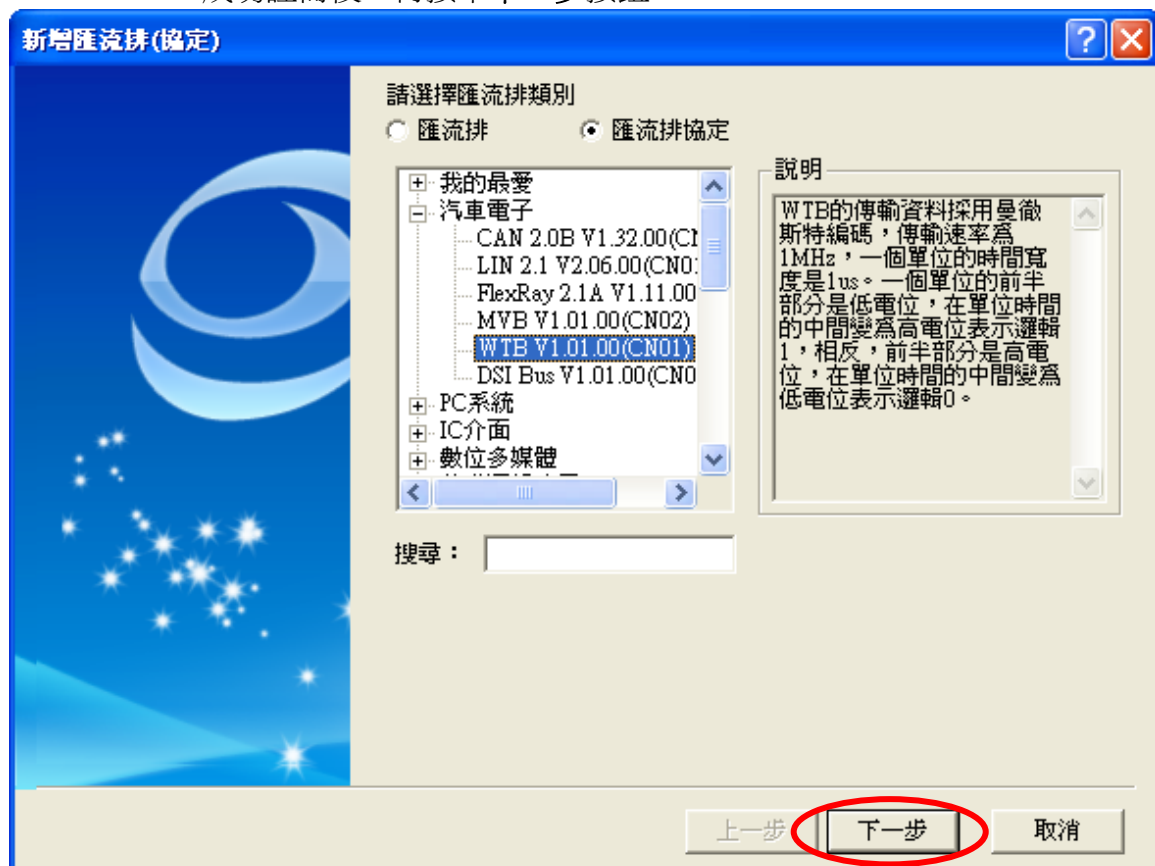 新增匯流排(協定)
請選擇匯流排類別
匯流排
匯流排協定
我的最愛
汽車電子
CAN 2.0B V1.32.00(CN
LIN 2.1 V2.06.00(CN0
FlexRay 2.1A V1.11.00
MVB V1.01.00(CN02)
WTB V1.01.00(CN01)
DSI Bus V1.01.00(CN0
PC系統
IC介面
數位多媒體
說明
WTB的傳輸資料採用曼徹
斯特編碼，傳輸速率爲
1MHz，一個單位的時間寬
度是1us。一個單位的前半
部分是低電位，在單位時間
的中間變爲高電位表示邏輯
1，相反，前半部分是高電
位，在單位時間的中間變爲
低電位表示邏輯0。
搜尋：
上一步
下一步
取消